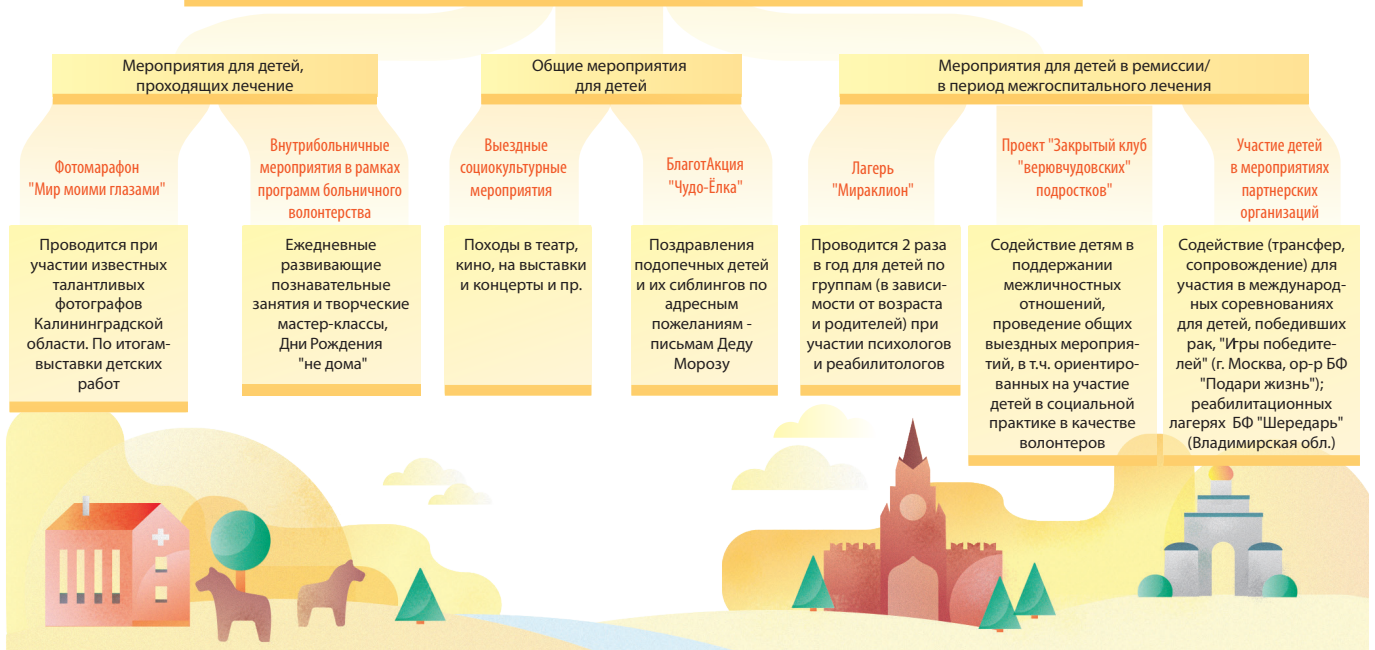 Мероприятия для детей,
проходящих лечение
Общие мероприятия
для детей
Мероприятия для детей в ремиссии/
в период межгоспитального лечения
Фотомарафон
"Мир моими глазами"
Внутрибольничные
мероприятия в рамках
программ больничного
волонтерства
Выездные
социокультурные
мероприятия
БлаготАкция
"Чудо-Ёлка"
Лагерь
"Мираклион"
Проект "Закрытый клуб
"верювчудовских"
подростков"
Участие детей
в мероприятиях
партнерских
организаций
Проводится при
участии известных
талантливых
фотографов
Калининградской
области. По итогам-
выставки детских
работ
Ежедневные
развивающие
познавательные
занятия и творческие
мастер-классы,
Дни Рождения
"не дома"
Походы в театр,
кино, на выставки
и концерты и пр.
Поздравления
подопечных детей
и их сиблингов по
адресным
пожеланиям -
письмам Деду
Морозу
Проводится 2 раза
в год для детей по
группам (в зависи-
мости от возраста
и родителей) при
участии психологов
и реабилитологов
Содействие детям в
поддержании
межличностных
отношений,
проведение общих
выездных мероприя-
тий, в т.ч. ориентиро-
ванных на участие
детей в социальной
практике в качестве
волонтеров
Содействие (трансфер,
сопровождение) для
участия в международ-
ных соревнованиях
для детей, победивших
рак, "Игры победите-
лей" (г. Москва, ор-р БФ
"Подари жизнь");
реабилитационных
лагерях БФ "Шередарь"
(Владимирская обл.)